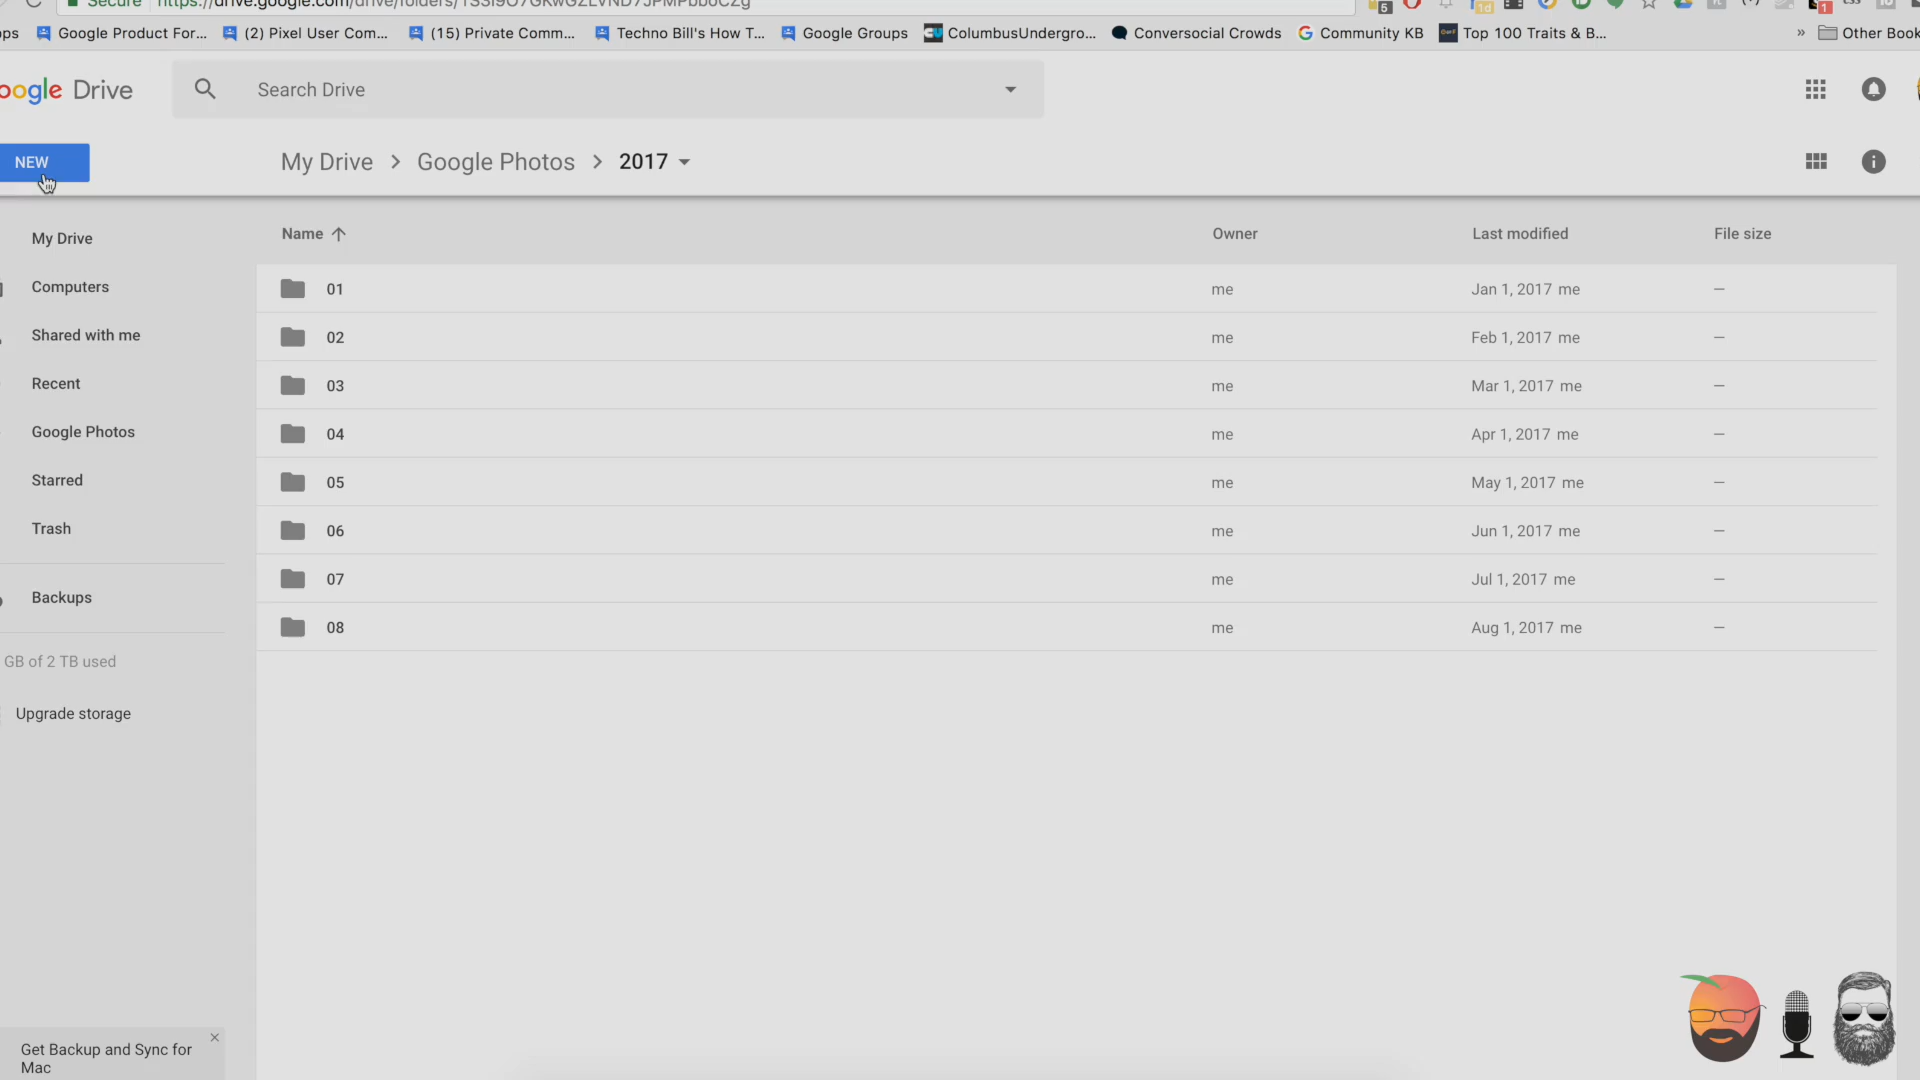 Secure https://drive.google.com/drive/folders/
Google Product For... (2) Pixel User Com... (15) Private Comm... Techno Bill's How T... Google Groups ColumbusUndergro... Conversocial Crowds Community KB Top 100 Traits & B... » Other Book
oogle Drive Search Drive
NEW My Drive > Google Photos > 2017
Name Owner Last modified File size
My Drive
Computers
Shared with me
Recent
Google Photos
Starred
Trash
Backups
GB of 2 TB used
Upgrade storage
01 me Jan 1, 2017 me —
02 me Feb 1, 2017 me —
03 me Mar 1, 2017 me —
04 me Apr 1, 2017 me —
05 me May 1, 2017 me —
06 me Jun 1, 2017 me —
07 me Jul 1, 2017 me —
08 me Aug 1, 2017 me —
Get Backup and Sync for
Mac